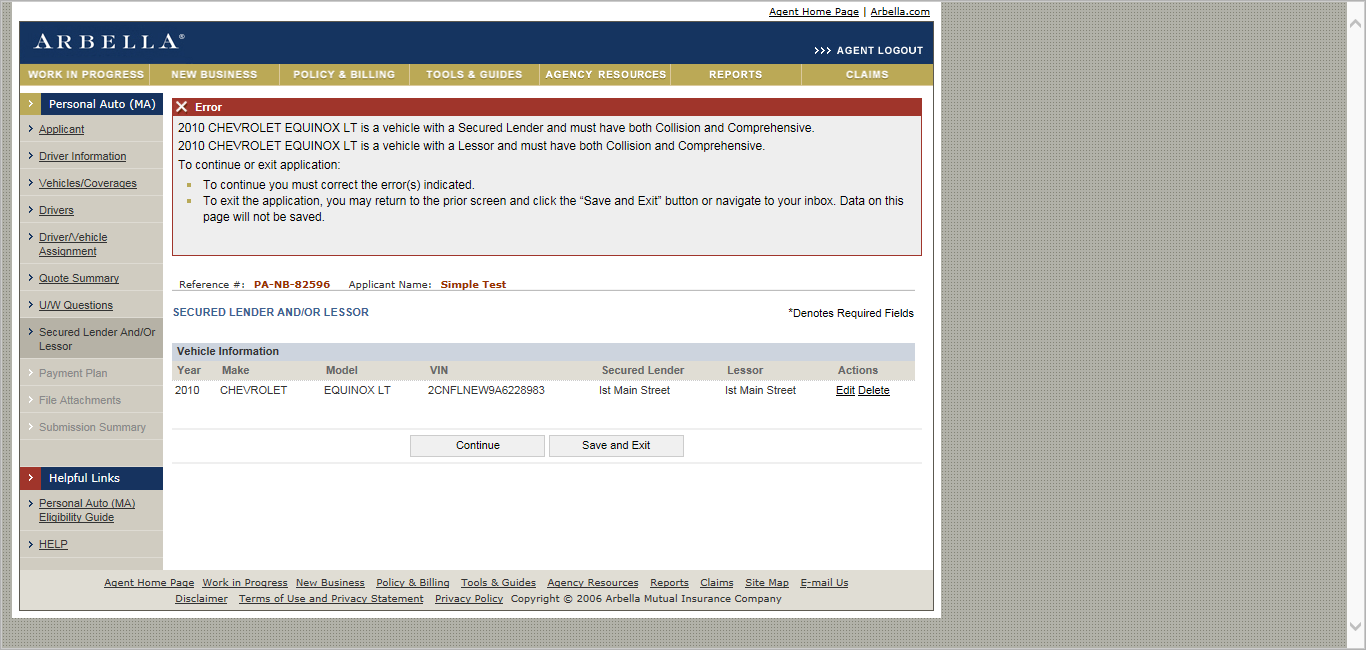 Agent Home Page | Arbella.com
ARBELLA®
>>> AGENT LOGOUT
WORK IN PROGRESS NEW BUSINESS POLICY & BILLING TOOLS & GUIDES AGENCY RESOURCES REPORTS CLAIMS
Personal Auto (MA)
Applicant
Driver Information
Vehicles/Coverages
Drivers
Driver/Vehicle
Assignment
Quote Summary
U/W Questions
Secured Lender And/Or
Lessor
Payment Plan
File Attachments
Submission Summary
Helpful Links
Personal Auto (MA)
Eligibility Guide
HELP
Error
2010 CHEVROLET EQUINOX LT is a vehicle with a Secured Lender and must have both Collision and Comprehensive.
2010 CHEVROLET EQUINOX LT is a vehicle with a Lessor and must have both Collision and Comprehensive.
To continue or exit application:
To continue you must correct the error(s) indicated.
To exit the application, you may return to the prior screen and click the “Save and Exit” button or navigate to your inbox. Data on this
page will not be saved.
Reference #: PA-NB-82596 Applicant Name: Simple Test
SECURED LENDER AND/OR LESSOR
*Denotes Required Fields
Vehicle Information
Year Make Model VIN Secured Lender Lessor Actions
2010 CHEVROLET EQUINOX LT 2CNFLNEW9A6228983 Ist Main Street Ist Main Street Edit Delete
Continue Save and Exit
Agent Home Page Work in Progress New Business Policy & Billing Tools & Guides Agency Resources Reports Claims Site Map E-mail Us
Disclaimer Terms of Use and Privacy Statement Privacy Policy Copyright © 2006 Arbella Mutual Insurance Company